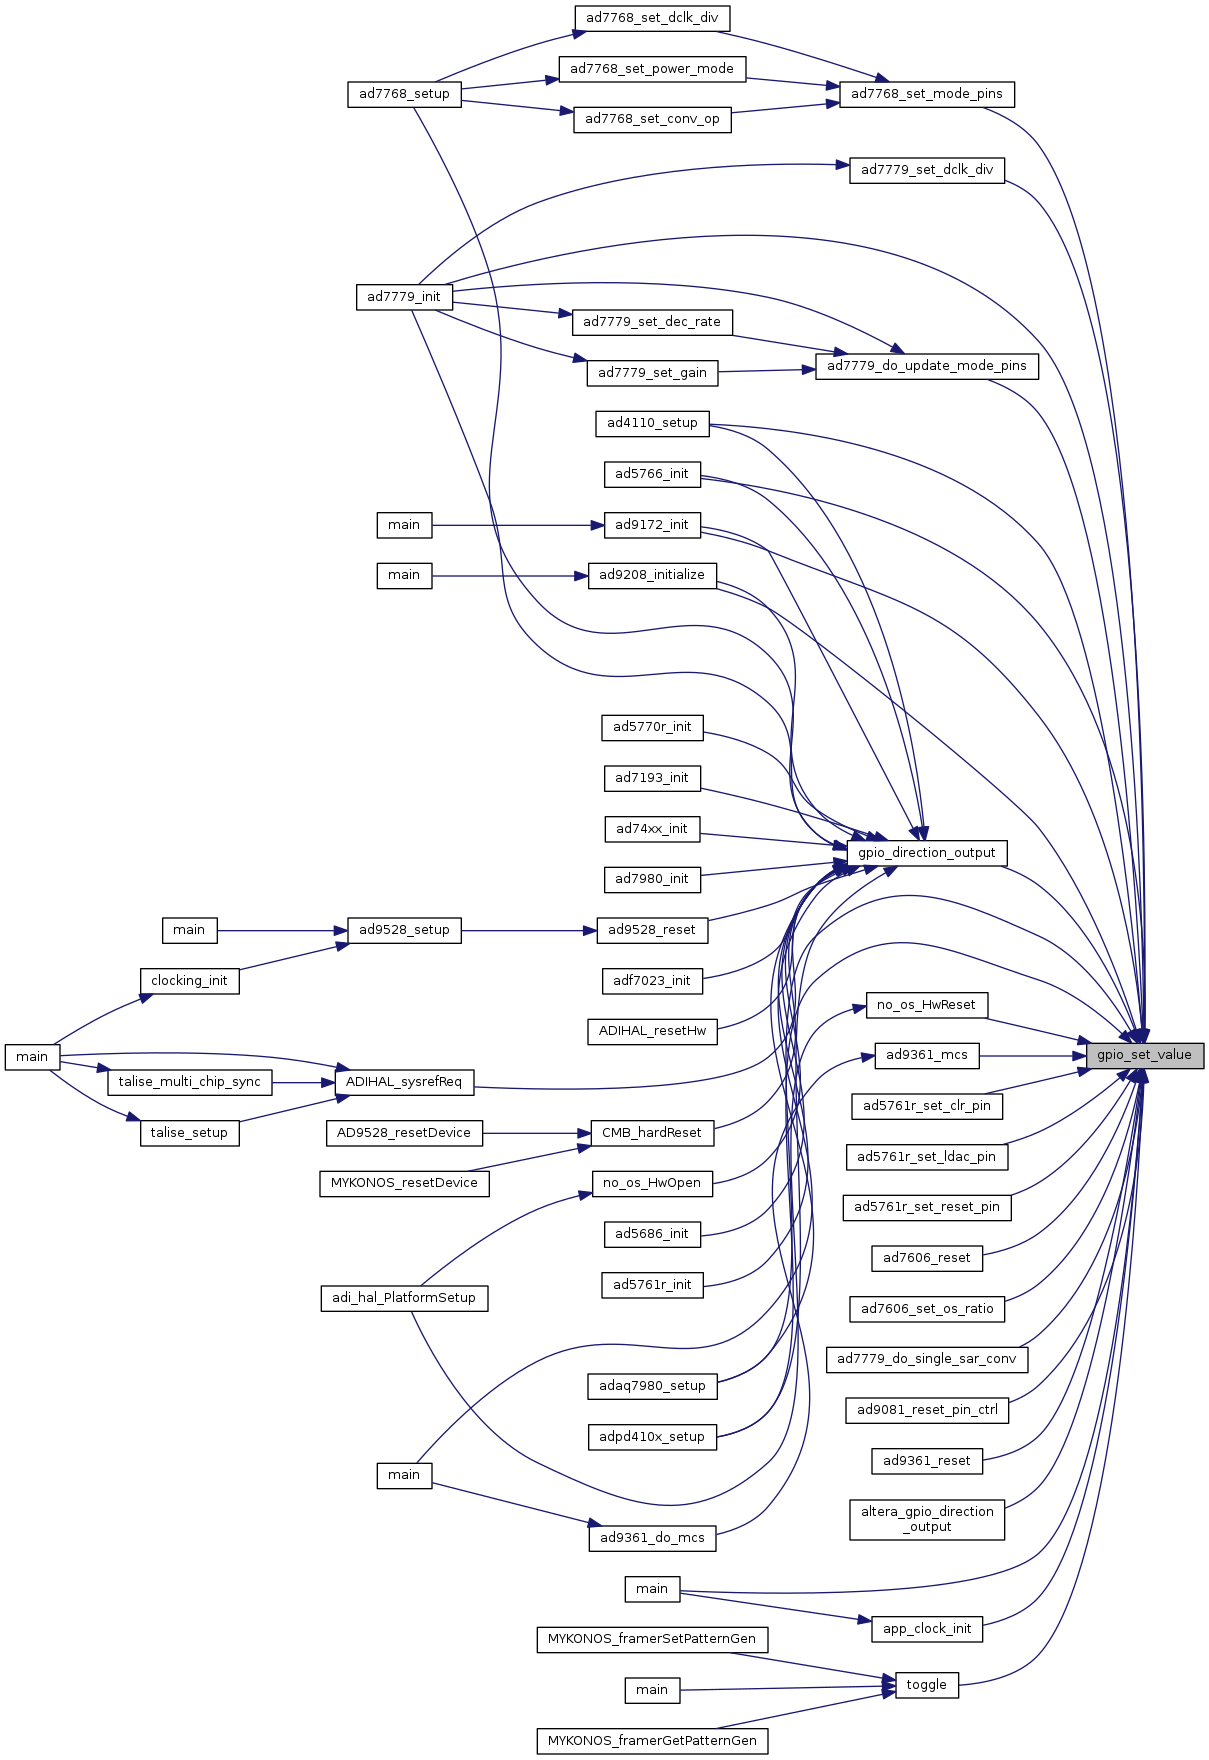 ad7768_set_dclk_div
ad7768_set_power_mode
ad7768_setup
ad7768_set_mode_pins
ad7768_set_conv_op
ad7779_set_dclk_div
ad7779_init
ad7779_set_dec_rate
ad7779_do_update_mode_pins
ad7779_set_gain
ad4110_setup
ad5766_init
main
ad9172_init
main
ad9208_initialize
ad5770r_init
ad7193_init
ad74xx_init
gpio_direction_output
ad7980_init
main
ad9528_setup
ad9528_reset
clocking_init
adf7023_init
no_os_HwReset
ADIHAL_resetHw
main
ad9361_mcs
gpio_set_value
talise_multi_chip_sync
ADIHAL_sysrefReq
ad5761r_set_clr_pin
talise_setup
AD9528_resetDevice
CMB_hardReset
ad5761r_set_ldac_pin
MYKONOS_resetDevice
no_os_HwOpen
ad5761r_set_reset_pin
ad5686_init
ad7606_reset
ad5761r_init
adi_hal_PlatformSetup
ad7606_set_os_ratio
ad7779_do_single_sar_conv
adaq7980_setup
ad9081_reset_pin_ctrl
adpd410x_setup
ad9361_reset
main
altera_gpio_direction
_output
ad9361_do_mcs
main
app_clock_init
MYKONOS_framerSetPatternGen
toggle
main
MYKONOS_framerGetPatternGen